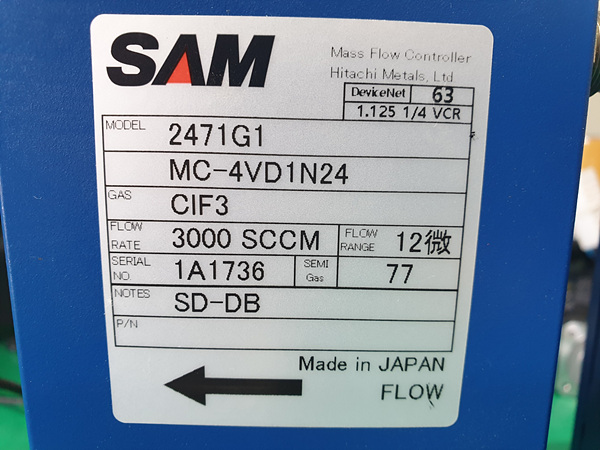 SAM
Mass Flow Controller
Hitachi Metals, Ltd
DeviceNet 63
1.125 1/4 VCR
MODEL 2471G1
MC-4VD1N24
GAS CIF3
FLOW RATE 3000 SCCM FLOW RANGE 12微
SERIAL NO. 1A1736 SEMI Gas 77
NOTES SD-DB
P/N
Made in JAPAN
FLOW